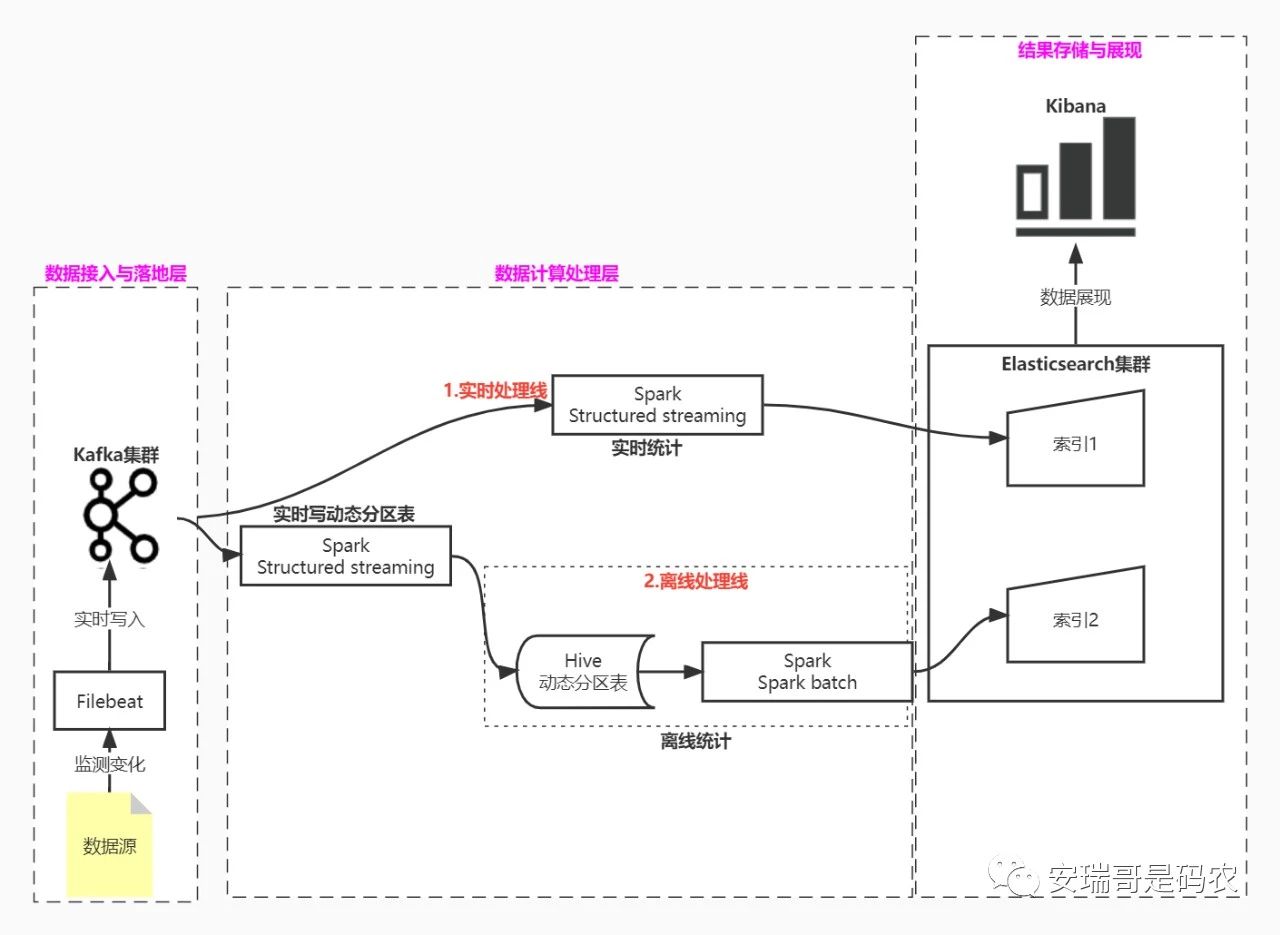 结果存储与展现
Kibana
数据展现
Elasticsearch集群
索引1
索引2
数据接入与落地层
Kafka集群
实时写入
Filebeat
监测变化
数据源
数据计算处理层
1.实时处理线
Spark
Structured streaming
实时统计
实时写动态分区表
Spark
Structured streaming
2.离线处理线
Hive
动态分区表
Spark
Spark batch
离线统计
安瑞哥是码农